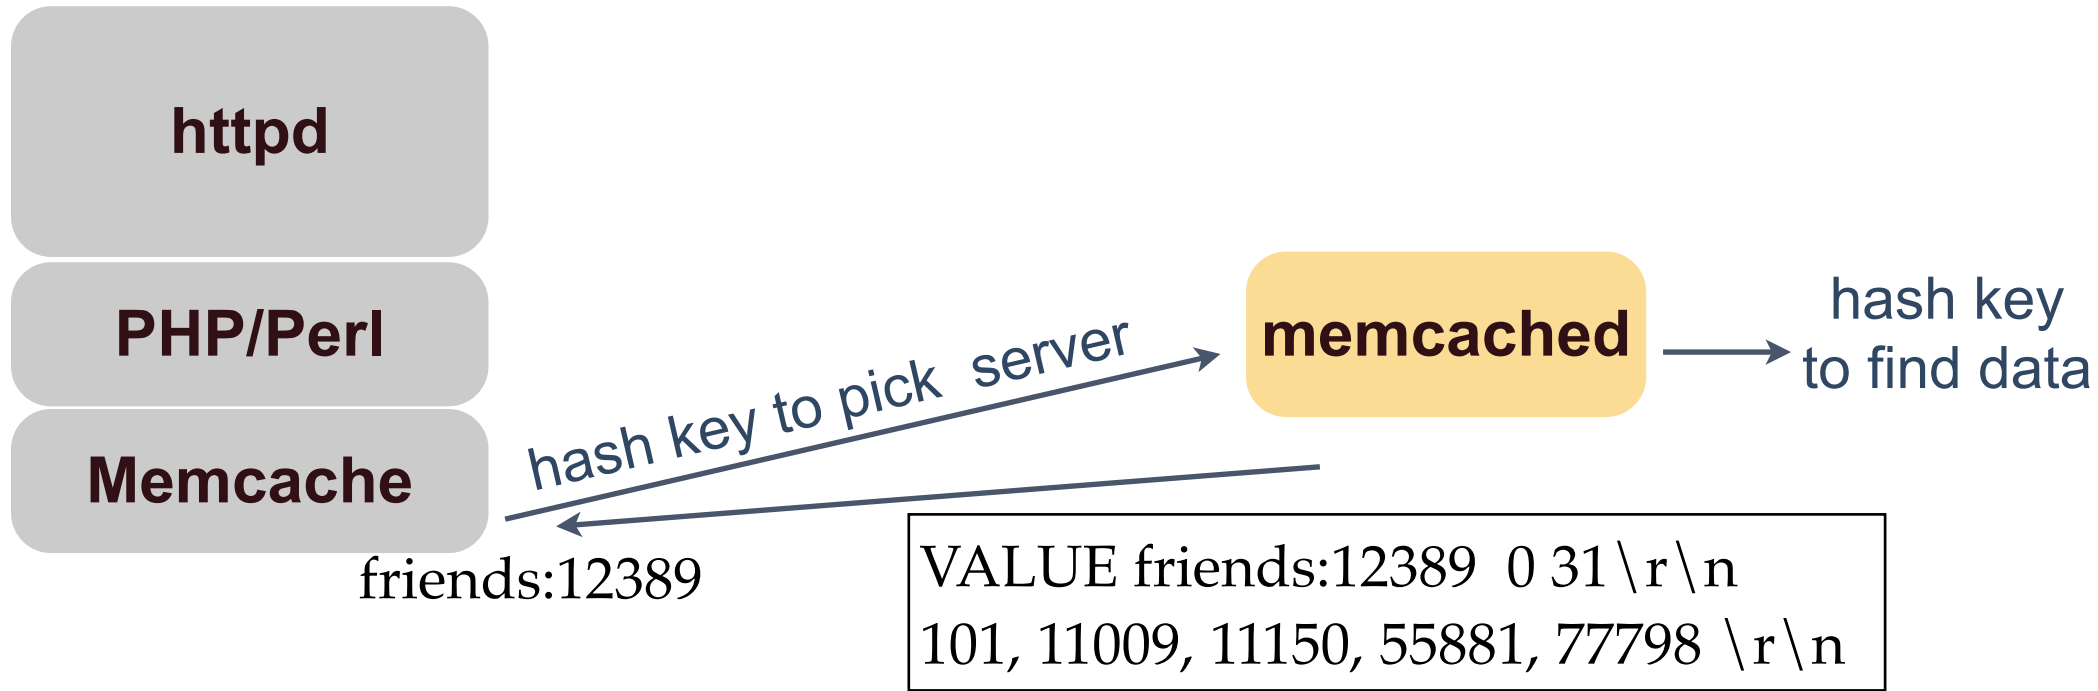 httpd
PHP/Perl
Memcache
hash key to pick server
memcached
hash key
to find data
friends:12389
VALUE friends:12389 0 31\r\n
101, 11009, 11150, 55881, 77798 \r\n